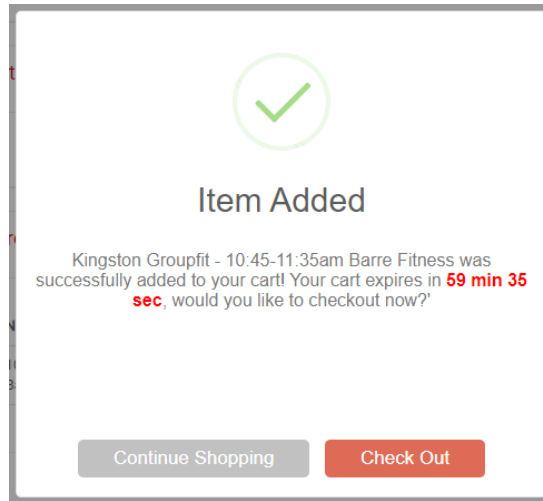 Item Added
Kingston Groupfit - 10:45-11:35am Barre Fitness was
successfully added to your cart! Your cart expires in 59 min 35
sec, would you like to checkout now?'
Continue Shopping
Check Out